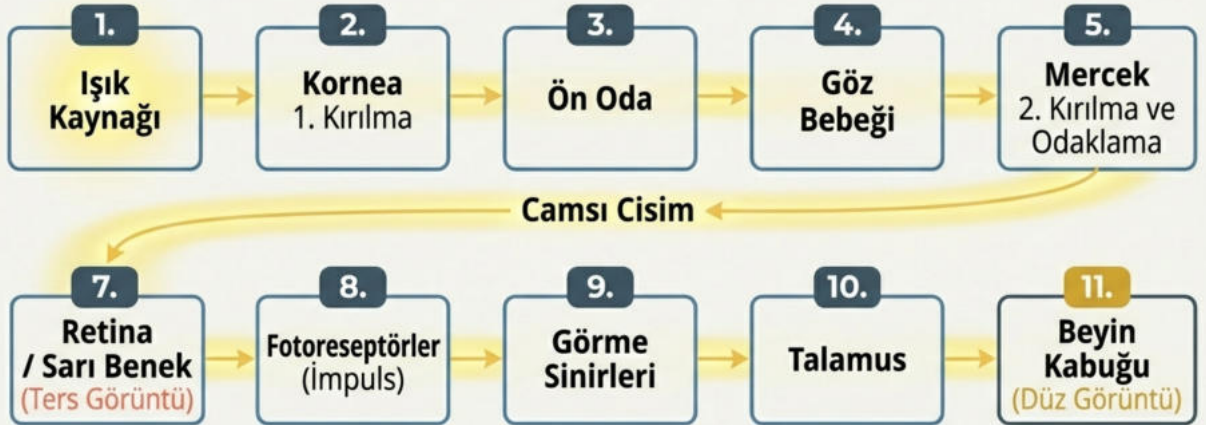 1.
Işık
Kaynağı
2.
Kornea
1. Kırılma
3.
Ön Oda
4.
Göz
Bebeği
5.
Mercek
2. Kırılma ve
Odaklama
Camsı Cisim
7.
Retina
/ Sarı Benek
(Ters Görüntü)
8.
Fotoreseptörler
(İmpuls)
9.
Görme
Sinirleri
10.
Talamus
11.
Beyin
Kabuğu
(Düz Görüntü)